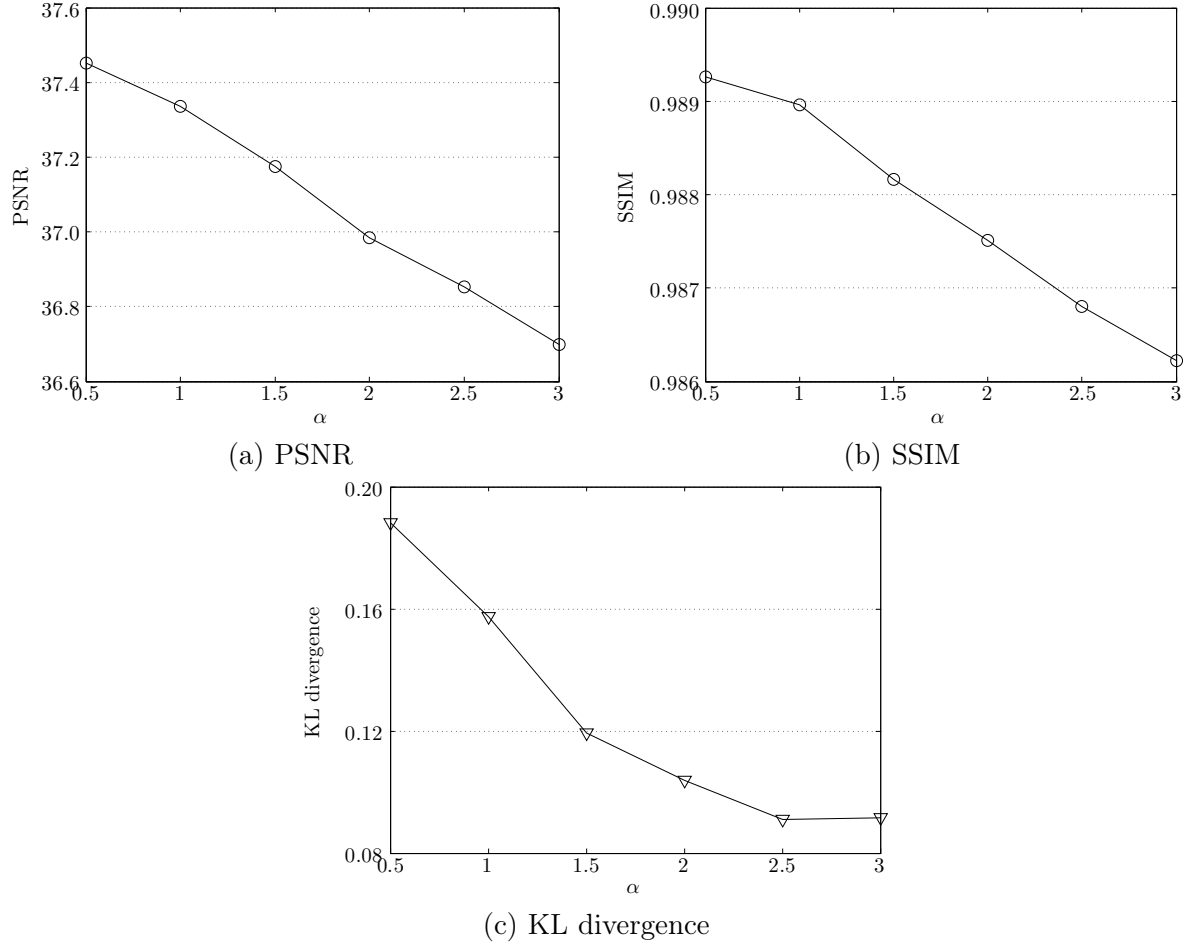 37.6
37.4
37.2
37.0
36.8
36.6
PSNR
0.5 1 1.5 2 2.5 3
α
(a) PSNR
0.990
0.989
0.988
0.987
0.986
SSIM
0.5 1 1.5 2 2.5 3
α
(b) SSIM
0.20
0.16
0.12
0.08
KL divergence
0.5 1 1.5 2 2.5 3
α
(c) KL divergence